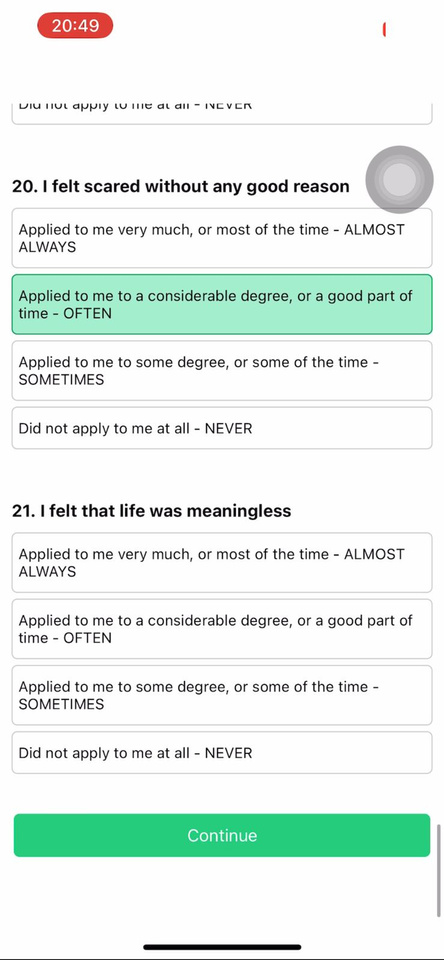 20:49
Did not apply to me at all - NEVER
20. I felt scared without any good reason
Applied to me very much, or most of the time - ALMOST
ALWAYS
Applied to me to a considerable degree, or a good part of
time - OFTEN
Applied to me to some degree, or some of the time -
SOMETIMES
Did not apply to me at all - NEVER
21. I felt that life was meaningless
Applied to me very much, or most of the time - ALMOST
ALWAYS
Applied to me to a considerable degree, or a good part of
time - OFTEN
Applied to me to some degree, or some of the time -
SOMETIMES
Did not apply to me at all - NEVER
Continue